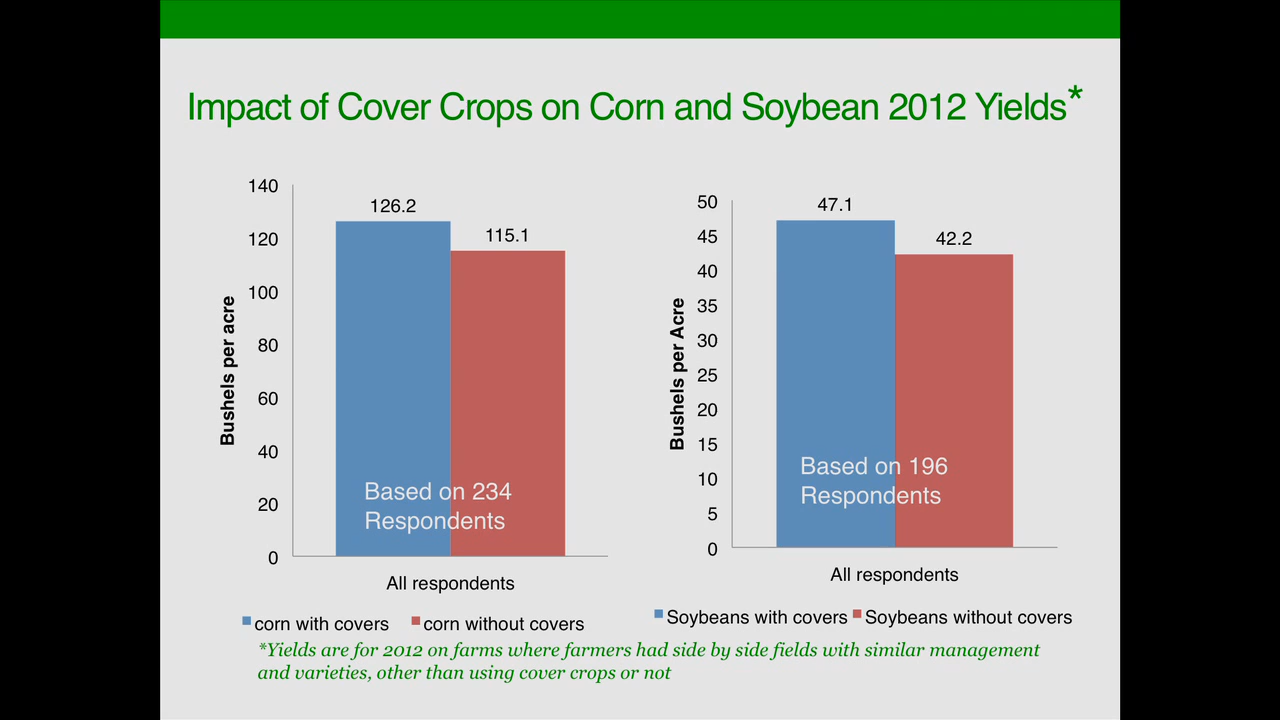 Impact of Cover Crops on Corn and Soybean 2012 Yields*
140
120
100
80
60
40
20
0
Bushels per acre
126.2
115.1
Based on 234
Respondents
All respondents
corn with covers
corn without covers
50
45
40
35
30
25
20
15
10
5
0
Bushels per Acre
47.1
42.2
Based on 196
Respondents
All respondents
Soybeans with covers
Soybeans without covers
*Yields are for 2012 on farms where farmers had side by side fields with similar management
and varieties, other than using cover crops or not